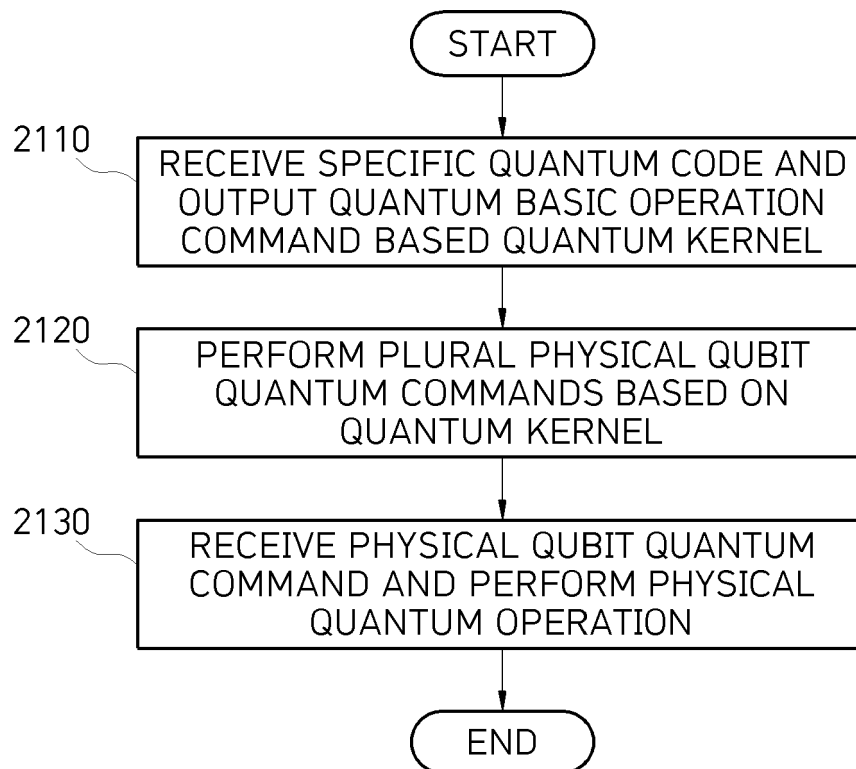 START
2110
RECEIVE SPECIFIC QUANTUM CODE AND
OUTPUT QUANTUM BASIC OPERATION
COMMAND BASED QUANTUM KERNEL
2120
PERFORM PLURAL PHYSICAL QUBIT
QUANTUM COMMANDS BASED ON
QUANTUM KERNEL
2130
RECEIVE PHYSICAL QUBIT QUANTUM
COMMAND AND PERFORM PHYSICAL
QUANTUM OPERATION
END